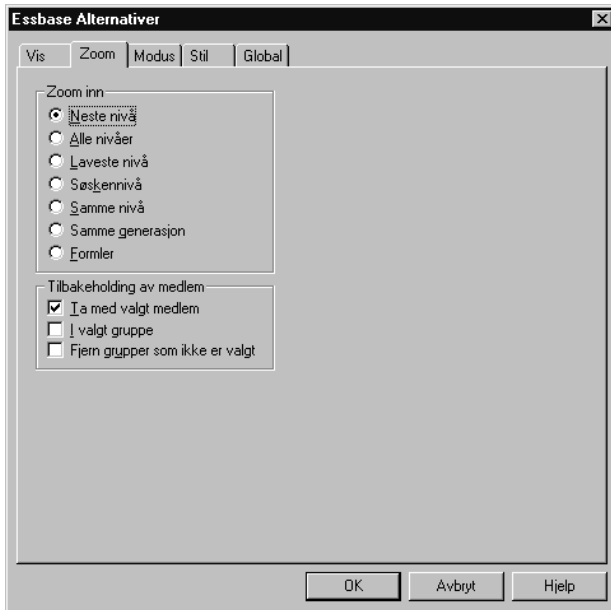 Essbase Alternativer
Vis Zoom Modus Stil Global
Zoom inn
Neste nivå
Alle nivåer
Laveste nivå
Søskennivå
Samme nivå
Samme generasjon
Formler
Tilbakeholding av medlem
Ta med valgt medlem
I valgt gruppe
Fjern grupper som ikke er valgt
OK Avbryt Hjelp